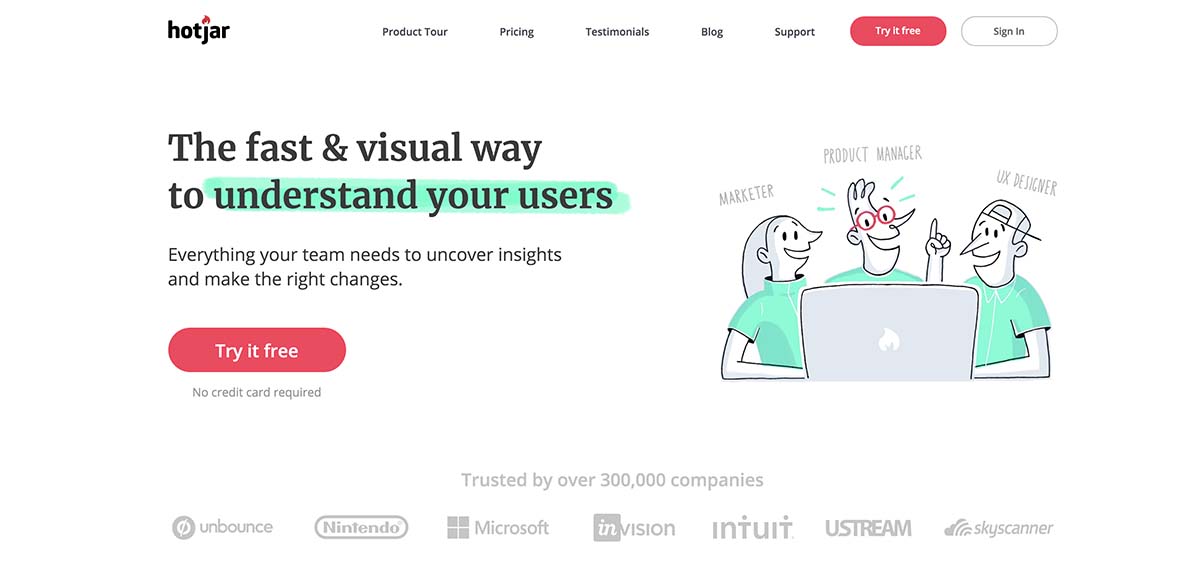 hotjar
Product Tour
Pricing
Testimonials
Blog
Support
Try it free
Sign In
The fast & visual way
to understand your users
Everything your team needs to uncover insights
and make the right changes.
Try it free
No credit card required
MARKETER
PRODUCT MANAGER
UX DESIGNER
Trusted by over 300,000 companies
unbounce
Nintendo®
Microsoft
inVISION
intuit.
USTREAM
skyscanner